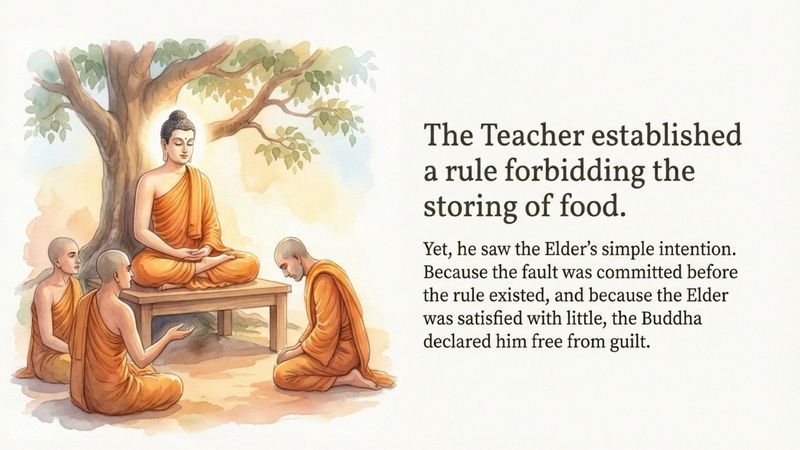 The Teacher established
a rule forbidding the
storing of food.
Yet, he saw the Elder’s simple intention.
Because the fault was committed before
the rule existed, and because the Elder
was satisfied with little, the Buddha
declared him free from guilt.